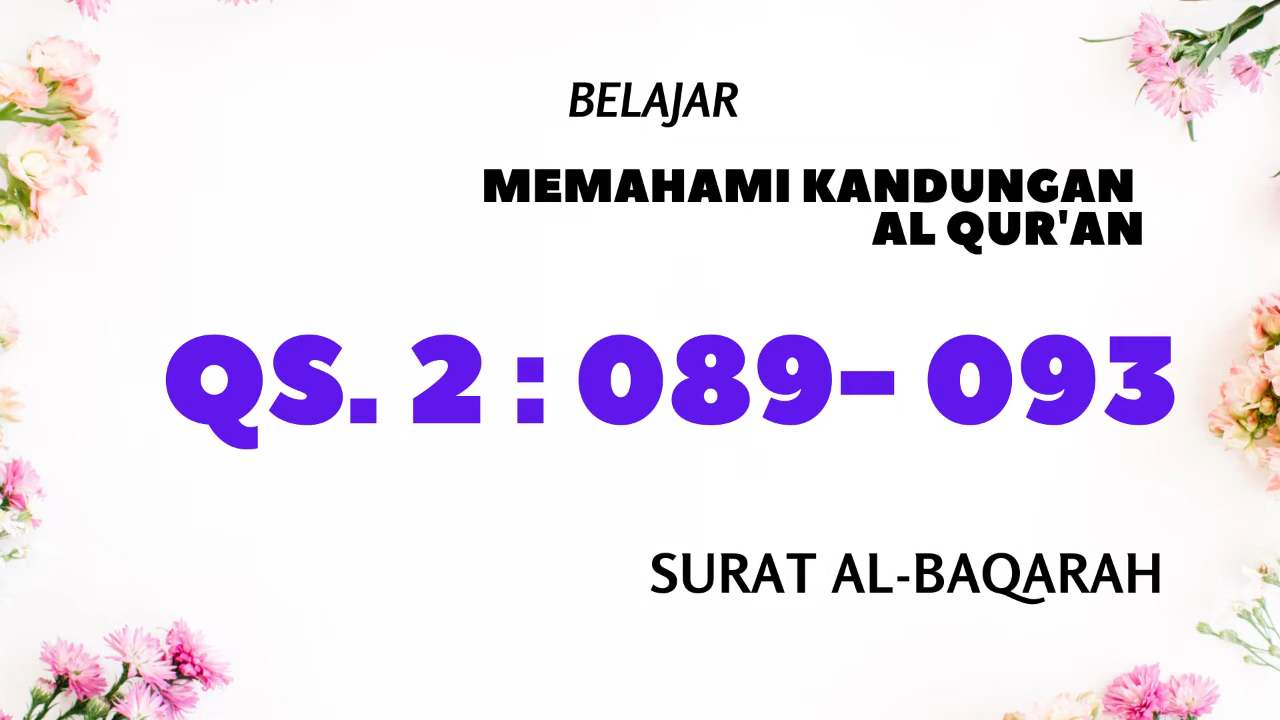 BELAJAR
MEMAHAMI KANDUNGAN
AL QUR'AN
QS. 2 : 089- 093
SURAT AL-BAQARAH